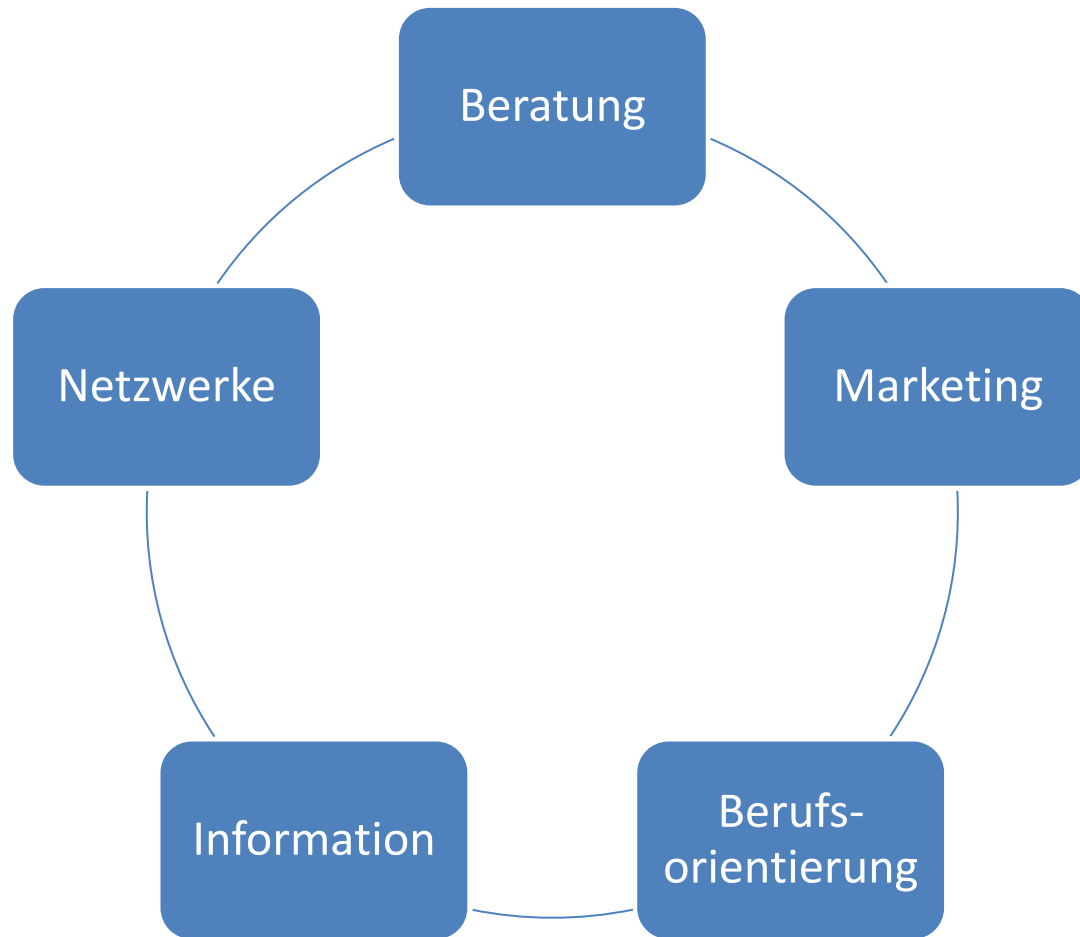 Beratung
Netzwerke
Marketing
Information
Berufs-
orientierung